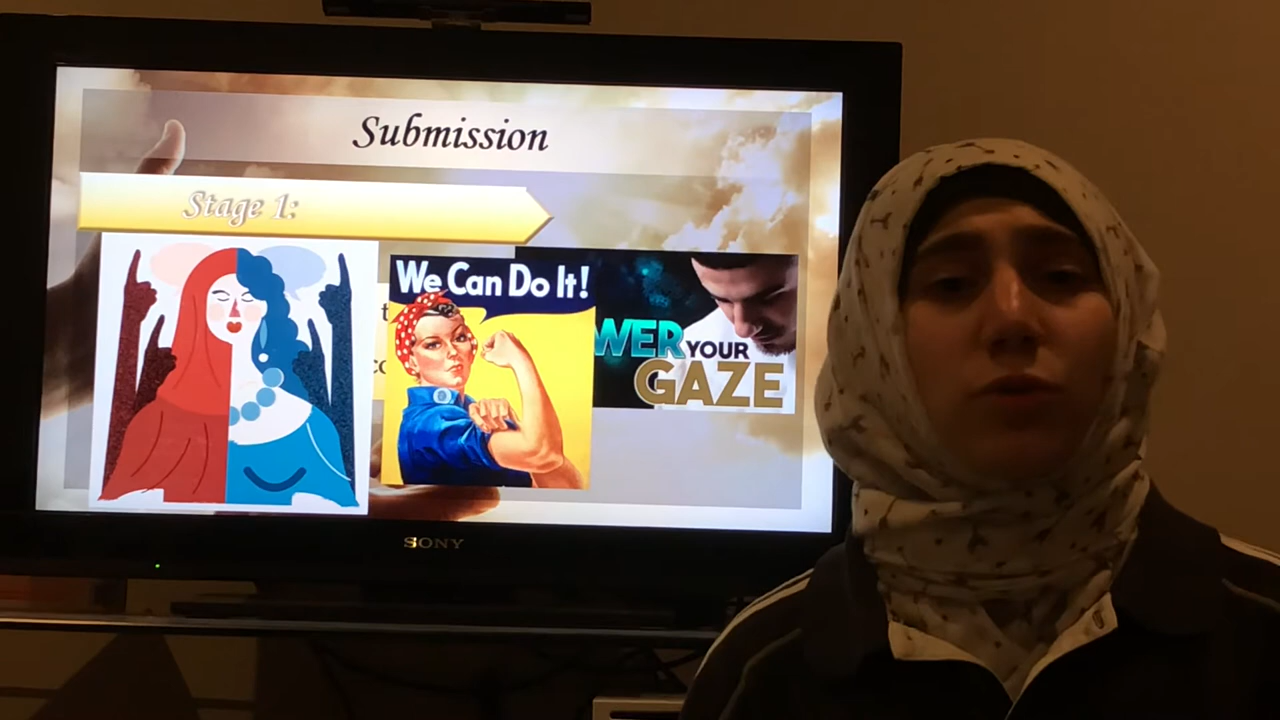 Submission
Stage 1:
We Can Do It!
WER YOUR
GAZE
SONY